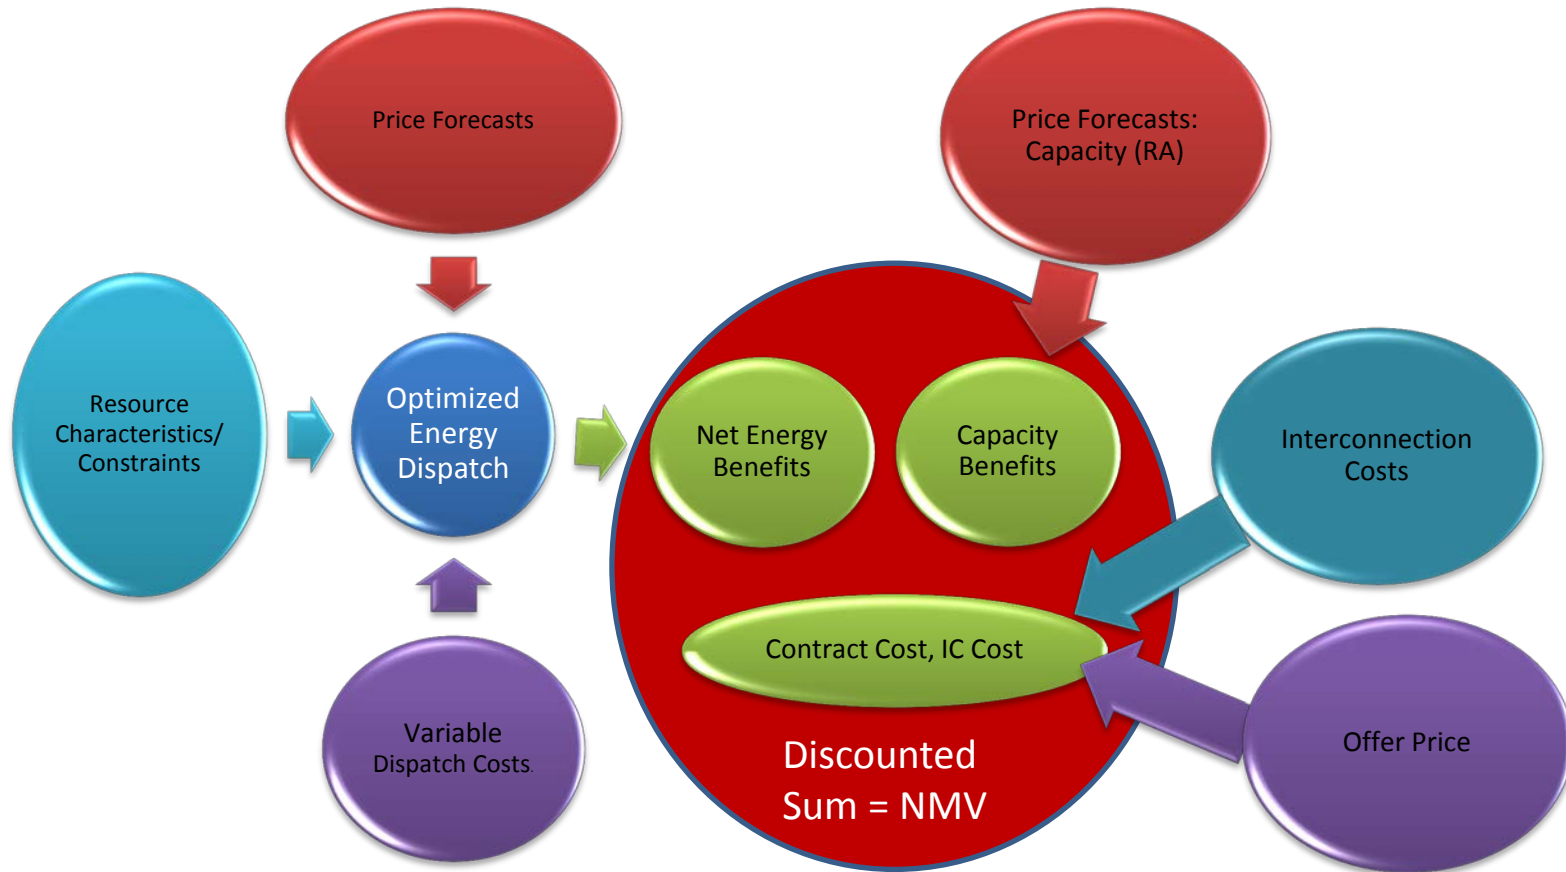 Price Forecasts
Price Forecasts:
Capacity (RA)
Resource
Characteristics/
Constraints
Optimized
Energy
Dispatch
Net Energy
Benefits
Capacity
Benefits
Interconnection
Costs
Contract Cost, IC Cost
Variable
Dispatch Costs.
Discounted
Sum = NMV
Offer Price